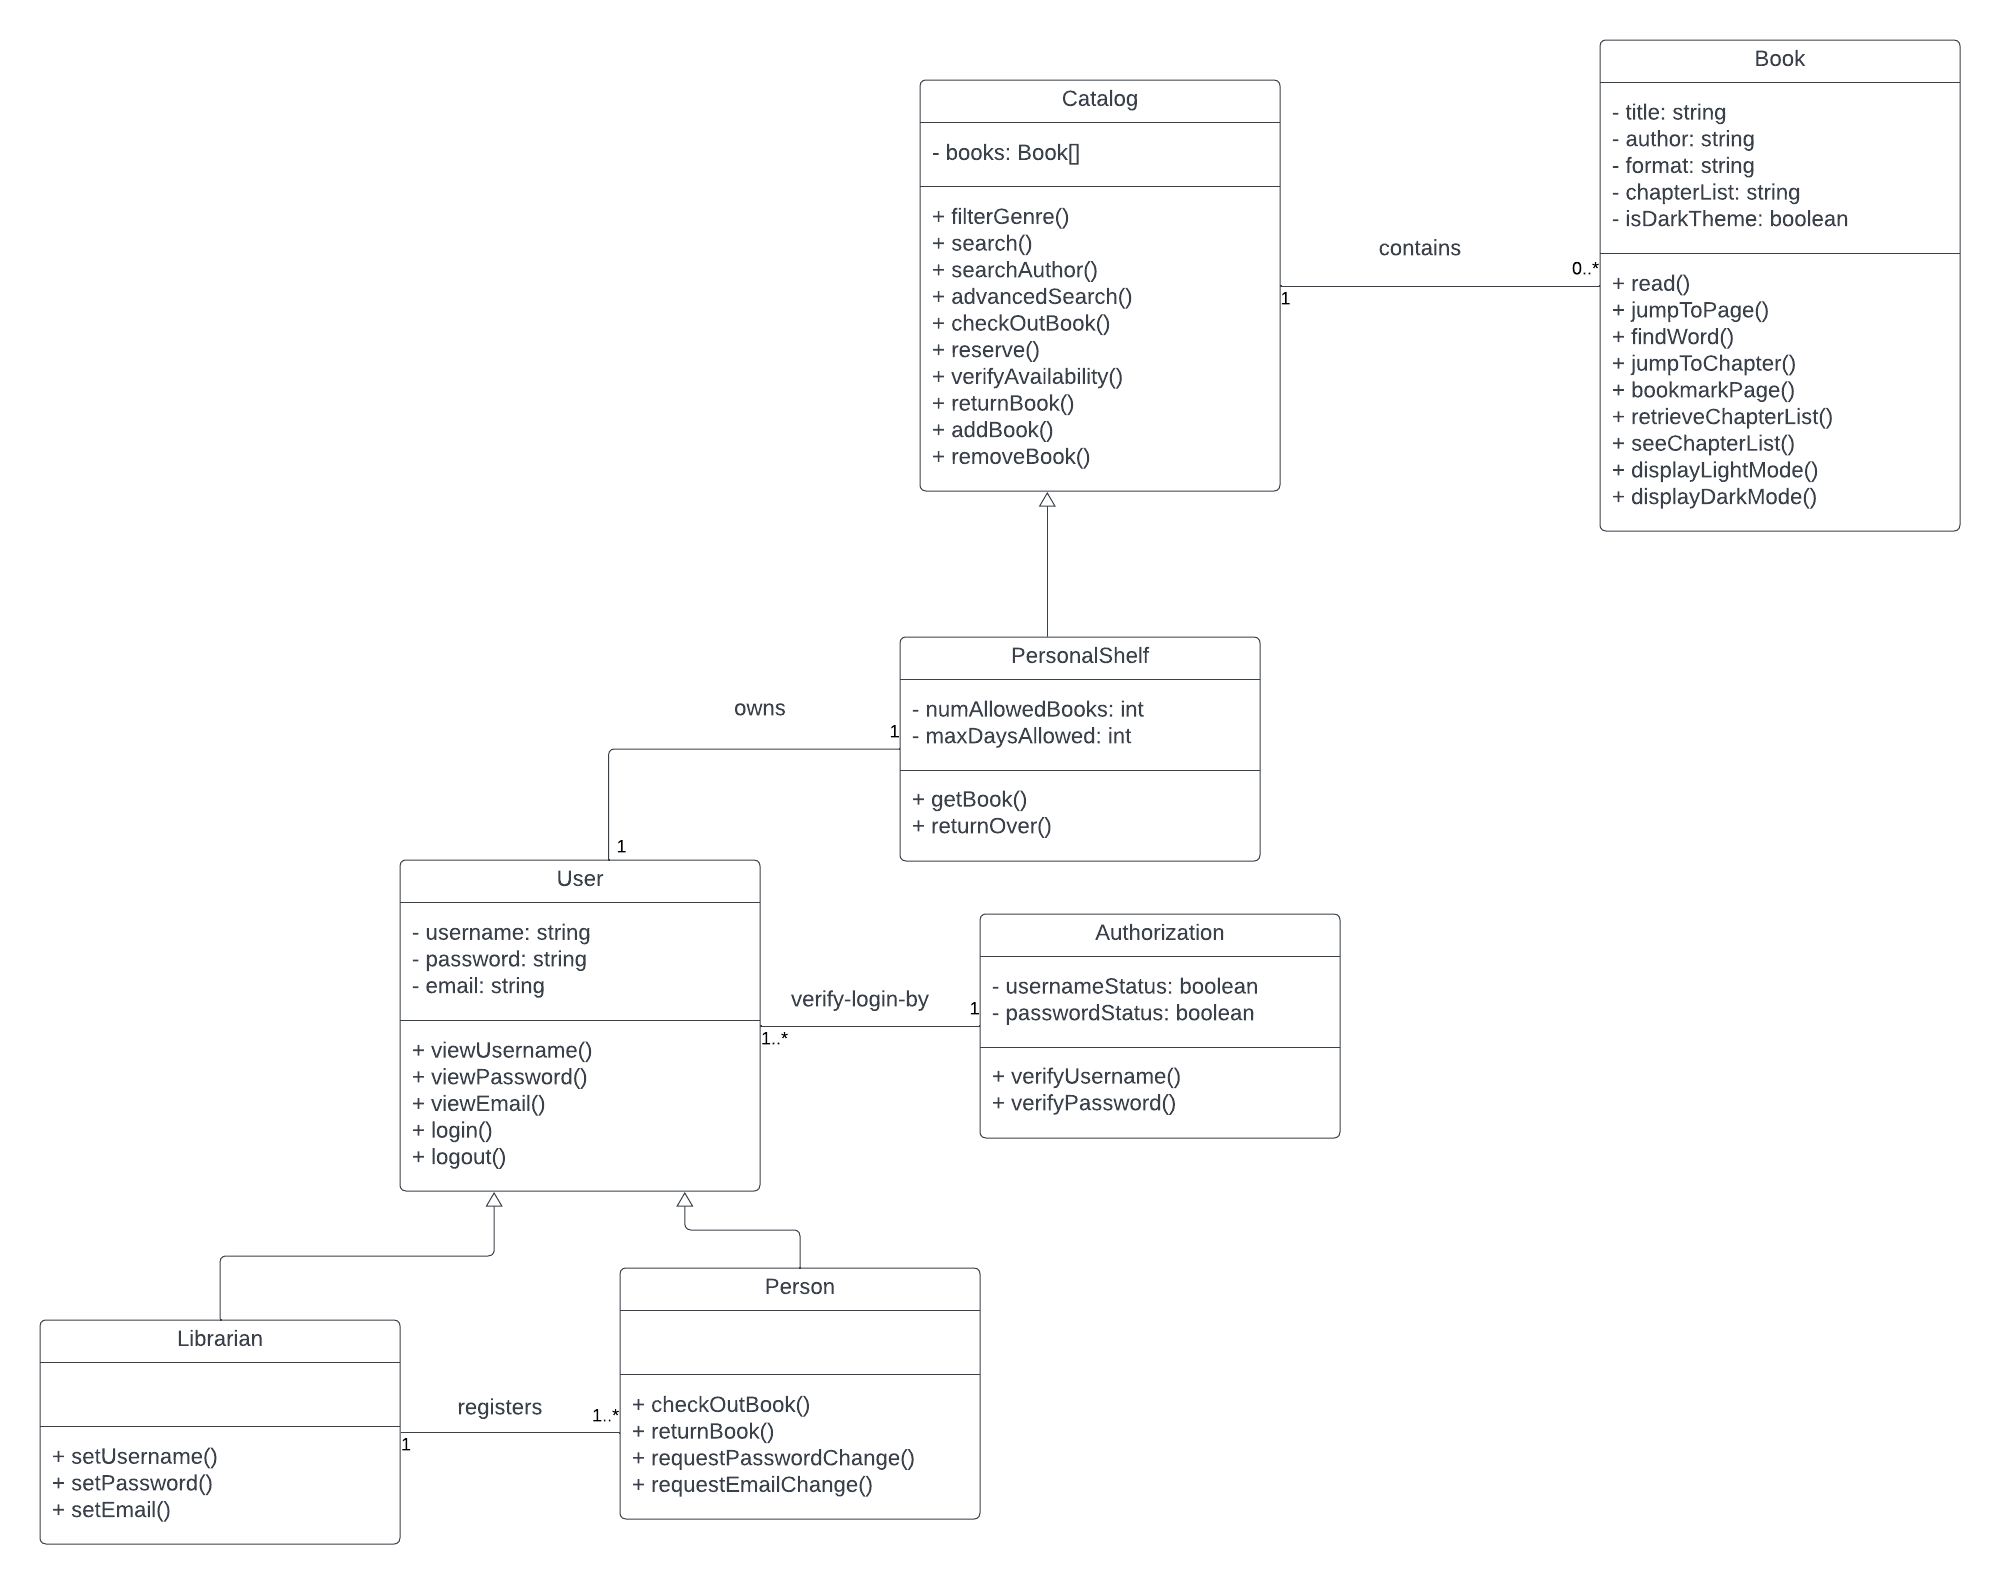 Book
- title: string
- author: string
- format: string
- chapterList: string
- isDarkTheme: boolean
+ read()
+ jumpToPage()
+ findWord()
+ jumpToChapter()
+ bookmarkPage()
+ retrieveChapterList()
+ seeChapterList()
+ displayLightMode()
+ displayDarkMode()
Catalog
- books: Book[]
+ filterGenre()
+ search()
+ searchAuthor()
+ advancedSearch()
+ checkOutBook()
+ reserve()
+ verifyAvailability()
+ returnBook()
+ addBook()
+ removeBook()
contains
0..*
1
PersonalShelf
- numAllowedBooks: int
- maxDaysAllowed: int
+ getBook()
+ returnOver()
owns
1
1
User
- username: string
- password: string
- email: string
+ viewUsername()
+ viewPassword()
+ viewEmail()
+ login()
+ logout()
verify-login-by
1
1..*
Authorization
- usernameStatus: boolean
- passwordStatus: boolean
+ verifyUsername()
+ verifyPassword()
Person
+ checkOutBook()
+ returnBook()
+ requestPasswordChange()
+ requestEmailChange()
Librarian
+ setUsername()
+ setPassword()
+ setEmail()
registers
1..*
1